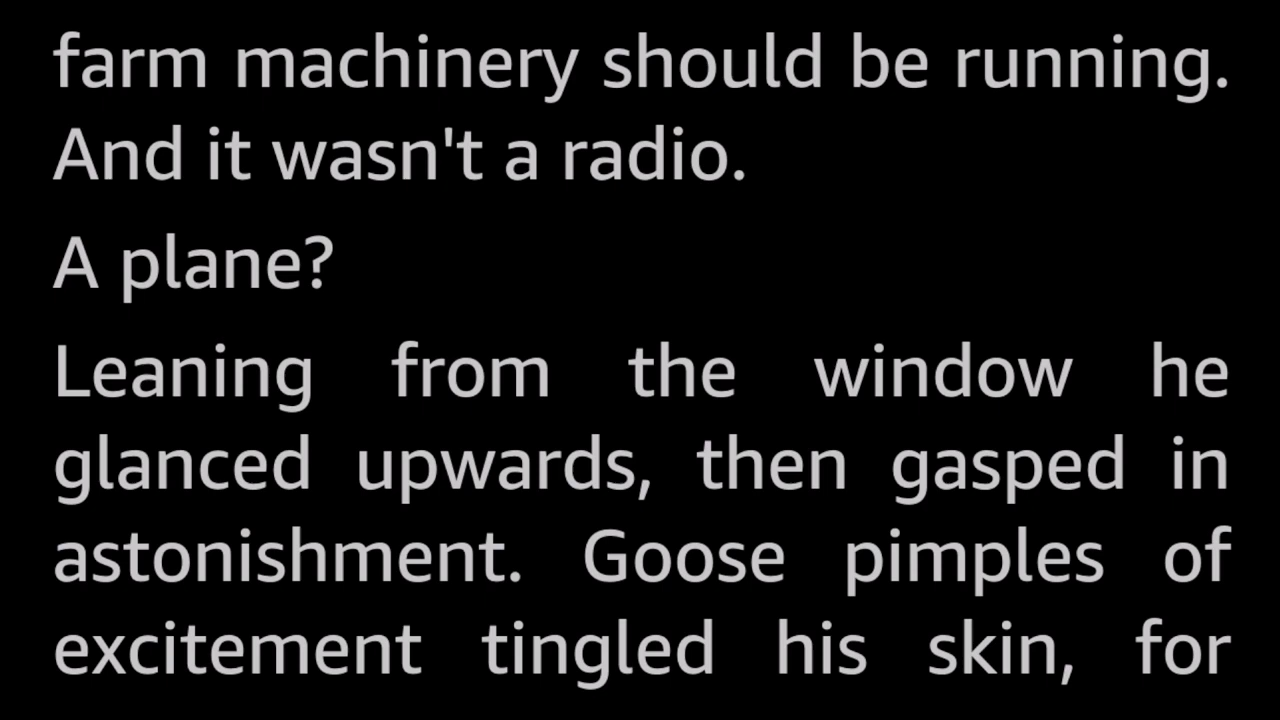 farm machinery should be running.
And it wasn't a radio.
A plane?
Leaning from the window he
glanced upwards, then gasped in
astonishment. Goose pimples of
excitement tingled his skin, for